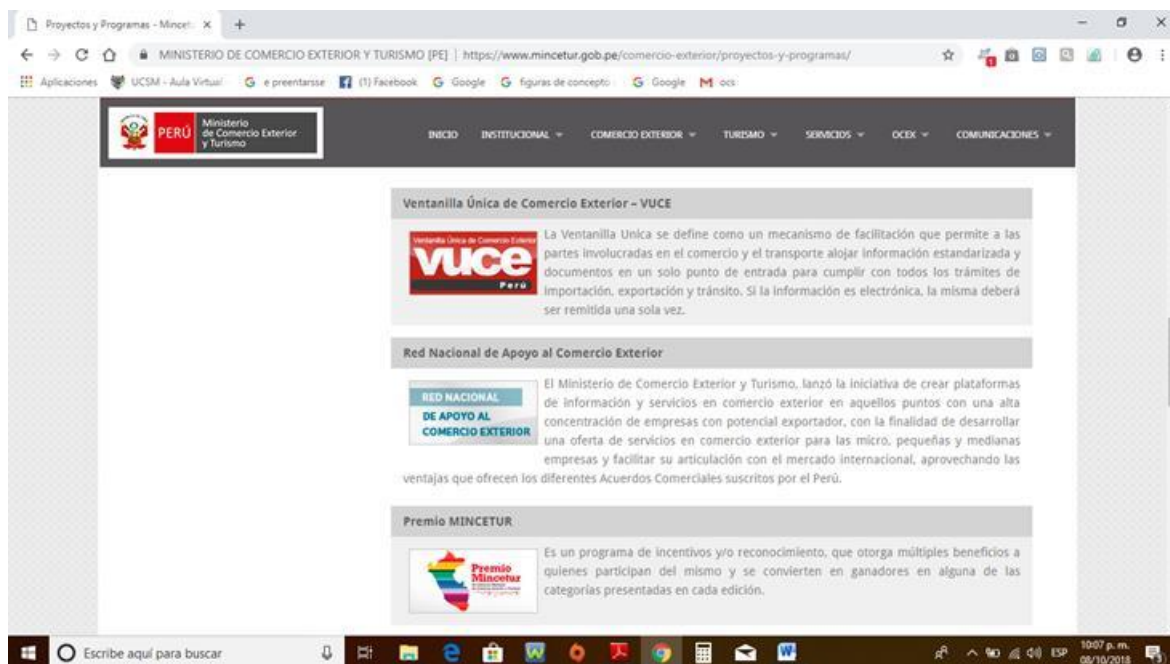 Proyectos y Programas - Mincetu
MINISTERIO DE COMERCIO EXTERIOR Y TURISMO [PE] | https://www.mincetur.gob.pe/comercio-exterior/proyectos-y-programas/
Aplicaciones UCSM - Aula Virtual e preentarsse (1) Facebook Google figuras de concepto Google ocs
PERÚ
Ministerio
de Comercio Exterior
y Turismo
INICIO INSTITUCIONAL COMERCIO EXTERIOR TURISMO SERVICIOS OCEX COMUNICACIONES
Ventanilla Única de Comercio Exterior – VUCE
Ventanilla Única de Comercio Exterior
vuce
Perú
La Ventanilla Unica se define como un mecanismo de facilitación que permite a las
partes involucradas en el comercio y el transporte alojar información estandarizada y
documentos en un solo punto de entrada para cumplir con todos los trámites de
importación, exportación y tránsito. Si la información es electrónica, la misma deberá
ser remitida una sola vez.
Red Nacional de Apoyo al Comercio Exterior
RED NACIONAL
DE APOYO AL
COMERCIO EXTERIOR
El Ministerio de Comercio Exterior y Turismo, lanzó la iniciativa de crear plataformas
de información y servicios en comercio exterior en aquellos puntos con una alta
concentración de empresas con potencial exportador, con la finalidad de desarrollar
una oferta de servicios en comercio exterior para las micro, pequeñas y medianas
empresas y facilitar su articulación con el mercado internacional, aprovechando las
ventajas que ofrecen los diferentes Acuerdos Comerciales suscritos por el Perú.
Premio MINCETUR
Premio
Mincetur
Es un programa de incentivos y/o reconocimiento, que otorga múltiples beneficios a
quienes participan del mismo y se convierten en ganadores en alguna de las
categorías presentadas en cada edición.
Escribe aquí para buscar
ESP
10:07 p. m.
08/10/2018